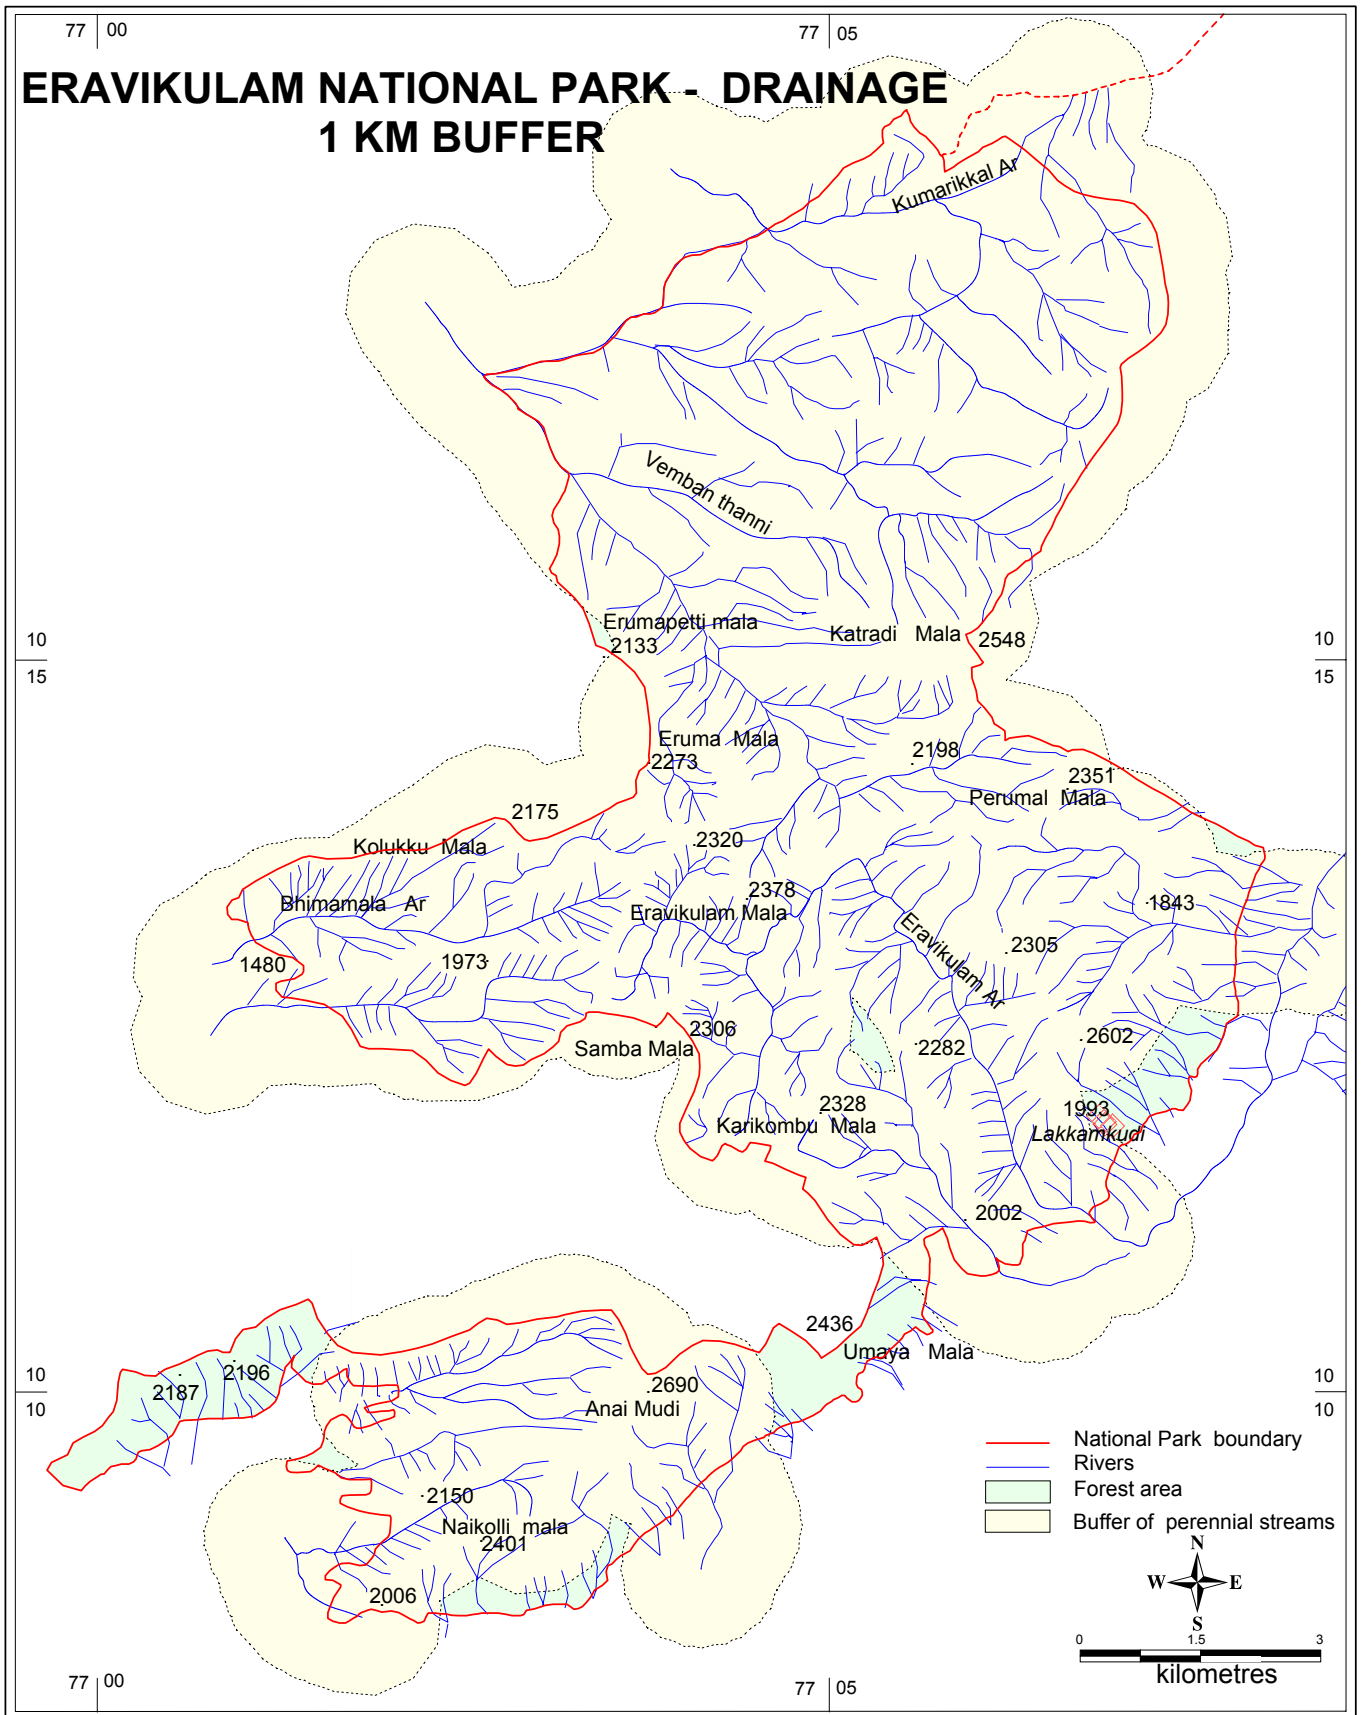 77 00
77 05
ERAVIKULAM NATIONAL PARK - DRAINAGE
1 KM BUFFER
Kumarikkal Ar
Vemban thanni
Erumapetti mala
2133
Katradi Mala
2548
10
15
10
15
Eruma Mala
2273
2198
2351
Perumal Mala
2175
Kolukku Mala
2320
2378
Bhimamala Ar
Eravikulam Mala
1843
Eravikulam Ar
2305
1480
1973
2306
Samba Mala
2282
2602
2328
Karikombu Mala
1993
Lakkamkudi
2002
2436
Umaya Mala
2196
2187
2690
Anai Mudi
10
10
10
10
2150
Naikolli mala
2401
2006
National Park boundary
Rivers
Forest area
Buffer of perennial streams
N
W E
S
0 1.5 3
kilometres
77 00
77 05